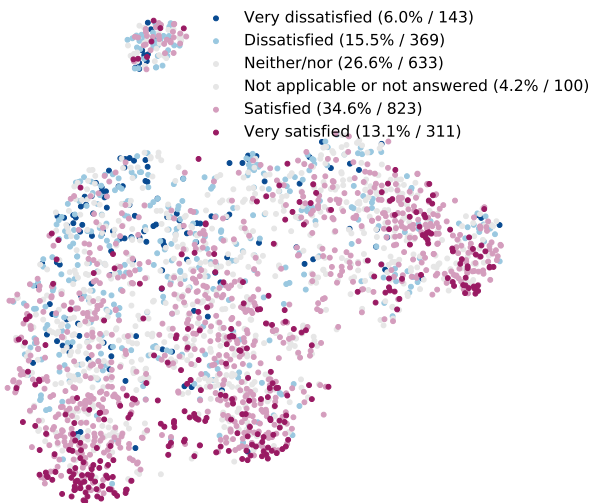 Very dissatisfied (6.0% / 143)
Dissatisfied (15.5% / 369)
Neither/nor (26.6% / 633)
Not applicable or not answered (4.2% / 100)
Satisfied (34.6% / 823)
Very satisfied (13.1% / 311)